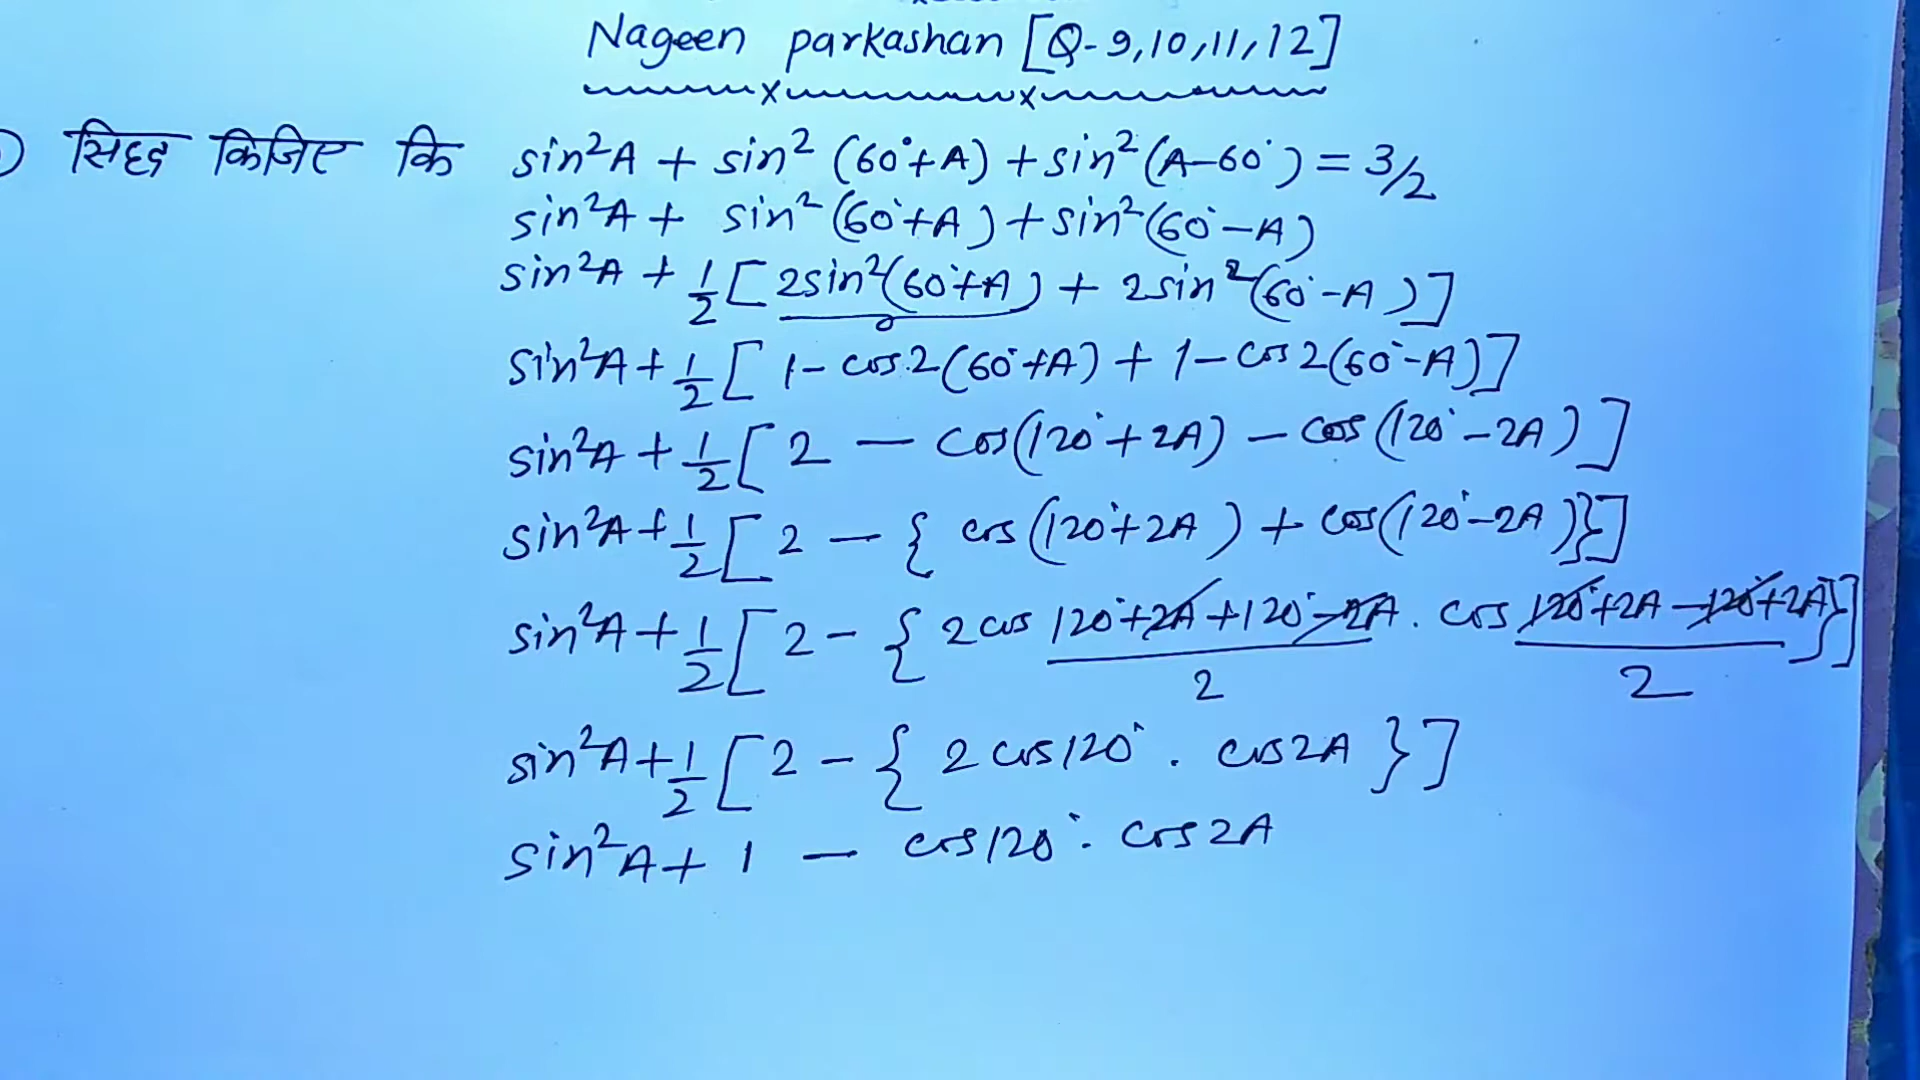 Nageen parkashan [Q-9,10,11,12]
सिद्ध किजिए कि sin²A + sin² (60°+A) + sin² (A-60°) = 3/2
sin²A + sin² (60°+A) + sin² (60°-A)
sin²A + 1/2 [2sin²(60°+A) + 2sin²(60°-A)]
sin²A + 1/2 [1- cos2(60°+A) + 1- cos2(60°-A)]
sin²A + 1/2 [2 - cos(120°+2A) - cos(120°-2A)]
sin²A + 1/2 [2 - { cos(120°+2A) + cos(120°-2A)}]
sin²A + 1/2 [2 - { 2cos (120°+2A+120°-2A)/2 . cos (120°+2A-120°+2A)/2 }]
sin²A + 1/2 [2 - { 2cos120° . cos2A }]
sin²A + 1 - cos120° . cos2A